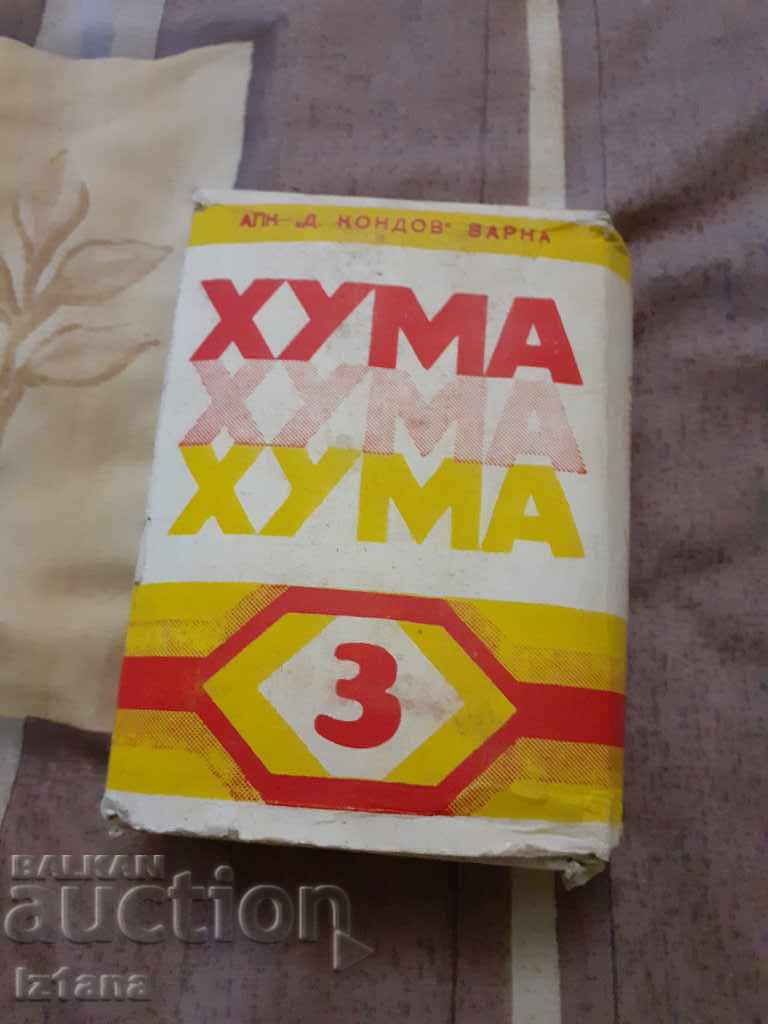 АПК „Д. КОНДОВ" ВАРНА
ХУМА
ХУМА
ХУМА
3
BALKAN
auction
Iz1ana